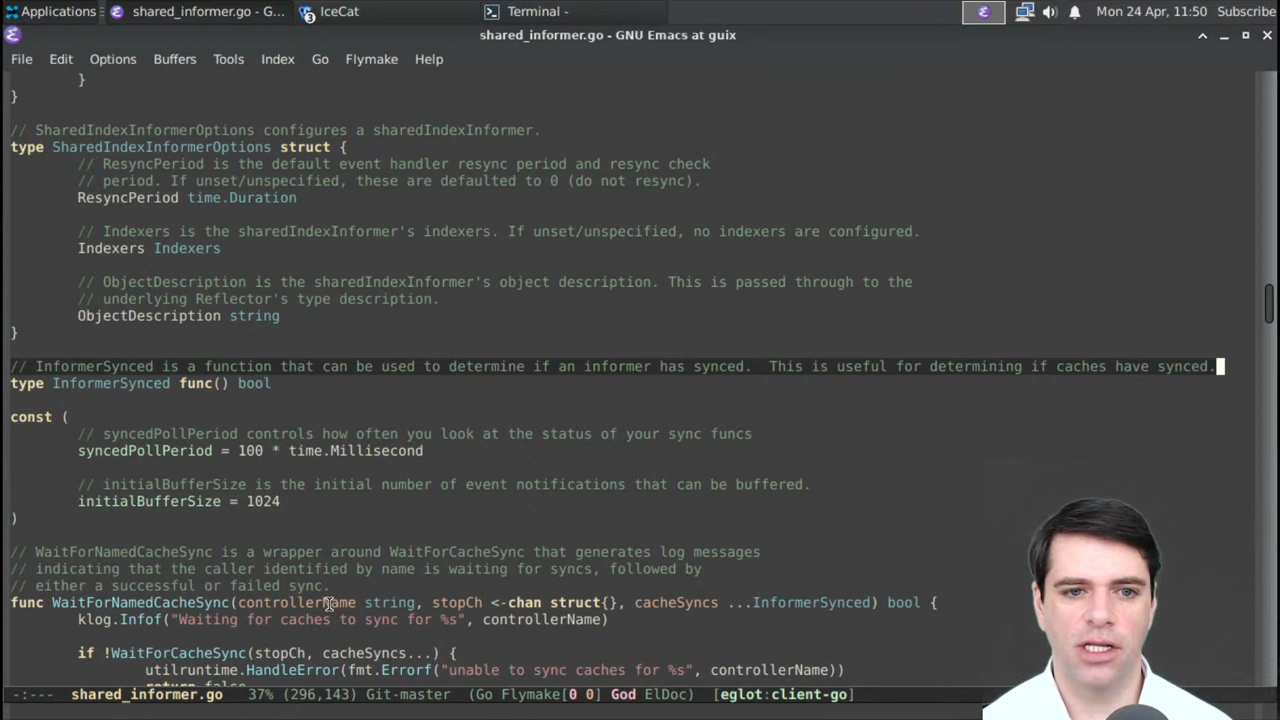 Applications
shared_informer.go - G...
3
IceCat
Terminal -
Mon 24 Apr, 11:50
Subscribe
shared_informer.go - GNU Emacs at guix
File Edit Options Buffers Tools Index Go Flymake Help
}
}
// SharedIndexInformerOptions configures a sharedIndexInformer.
type SharedIndexInformerOptions struct {
// ResyncPeriod is the default event handler resync period and resync check
// period. If unset/unspecified, these are defaulted to 0 (do not resync).
ResyncPeriod time.Duration
// Indexers is the sharedIndexInformer's indexers. If unset/unspecified, no indexers are configured.
Indexers Indexers
// ObjectDescription is the sharedIndexInformer's object description. This is passed through to the
// underlying Reflector's type description.
ObjectDescription string
}
// InformerSynced is a function that can be used to determine if an informer has synced.  This is useful for determining if caches have synced.
type InformerSynced func() bool
const (
// syncedPollPeriod controls how often you look at the status of your sync funcs
syncedPollPeriod = 100 * time.Millisecond
// initialBufferSize is the initial number of event notifications that can be buffered.
initialBufferSize = 1024
)
// WaitForNamedCacheSync is a wrapper around WaitForCacheSync that generates log messages
// indicating that the caller identified by name is waiting for syncs, followed by
// either a successful or failed sync.
func WaitForNamedCacheSync(controllerName string, stopCh <-chan struct{}, cacheSyncs ...InformerSynced) bool {
klog.Infof("Waiting for caches to sync for %s", controllerName)
if !WaitForCacheSync(stopCh, cacheSyncs...) {
utilruntime.HandleError(fmt.Errorf("unable to sync caches for %s", controllerName))
return false
-:--- shared_informer.go 37% (296,143) Git-master (Go Flymake[0 0] God ElDoc) [eglot:client-go]